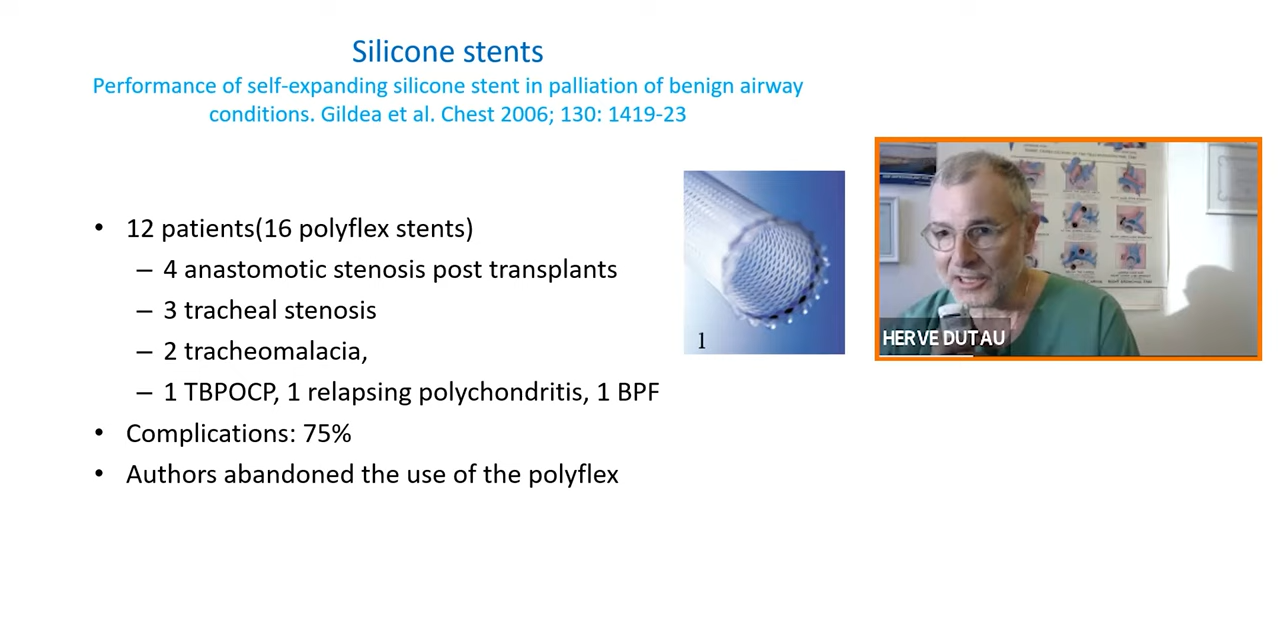 Silicone stents
Performance of self-expanding silicone stent in palliation of benign airway
conditions. Gildea et al. Chest 2006; 130: 1419-23
• 12 patients(16 polyflex stents)
– 4 anastomotic stenosis post transplants
– 3 tracheal stenosis
– 2 tracheomalacia,
– 1 TBPOCP, 1 relapsing polychondritis, 1 BPF
• Complications: 75%
• Authors abandoned the use of the polyflex
1
HERVE DUTAU